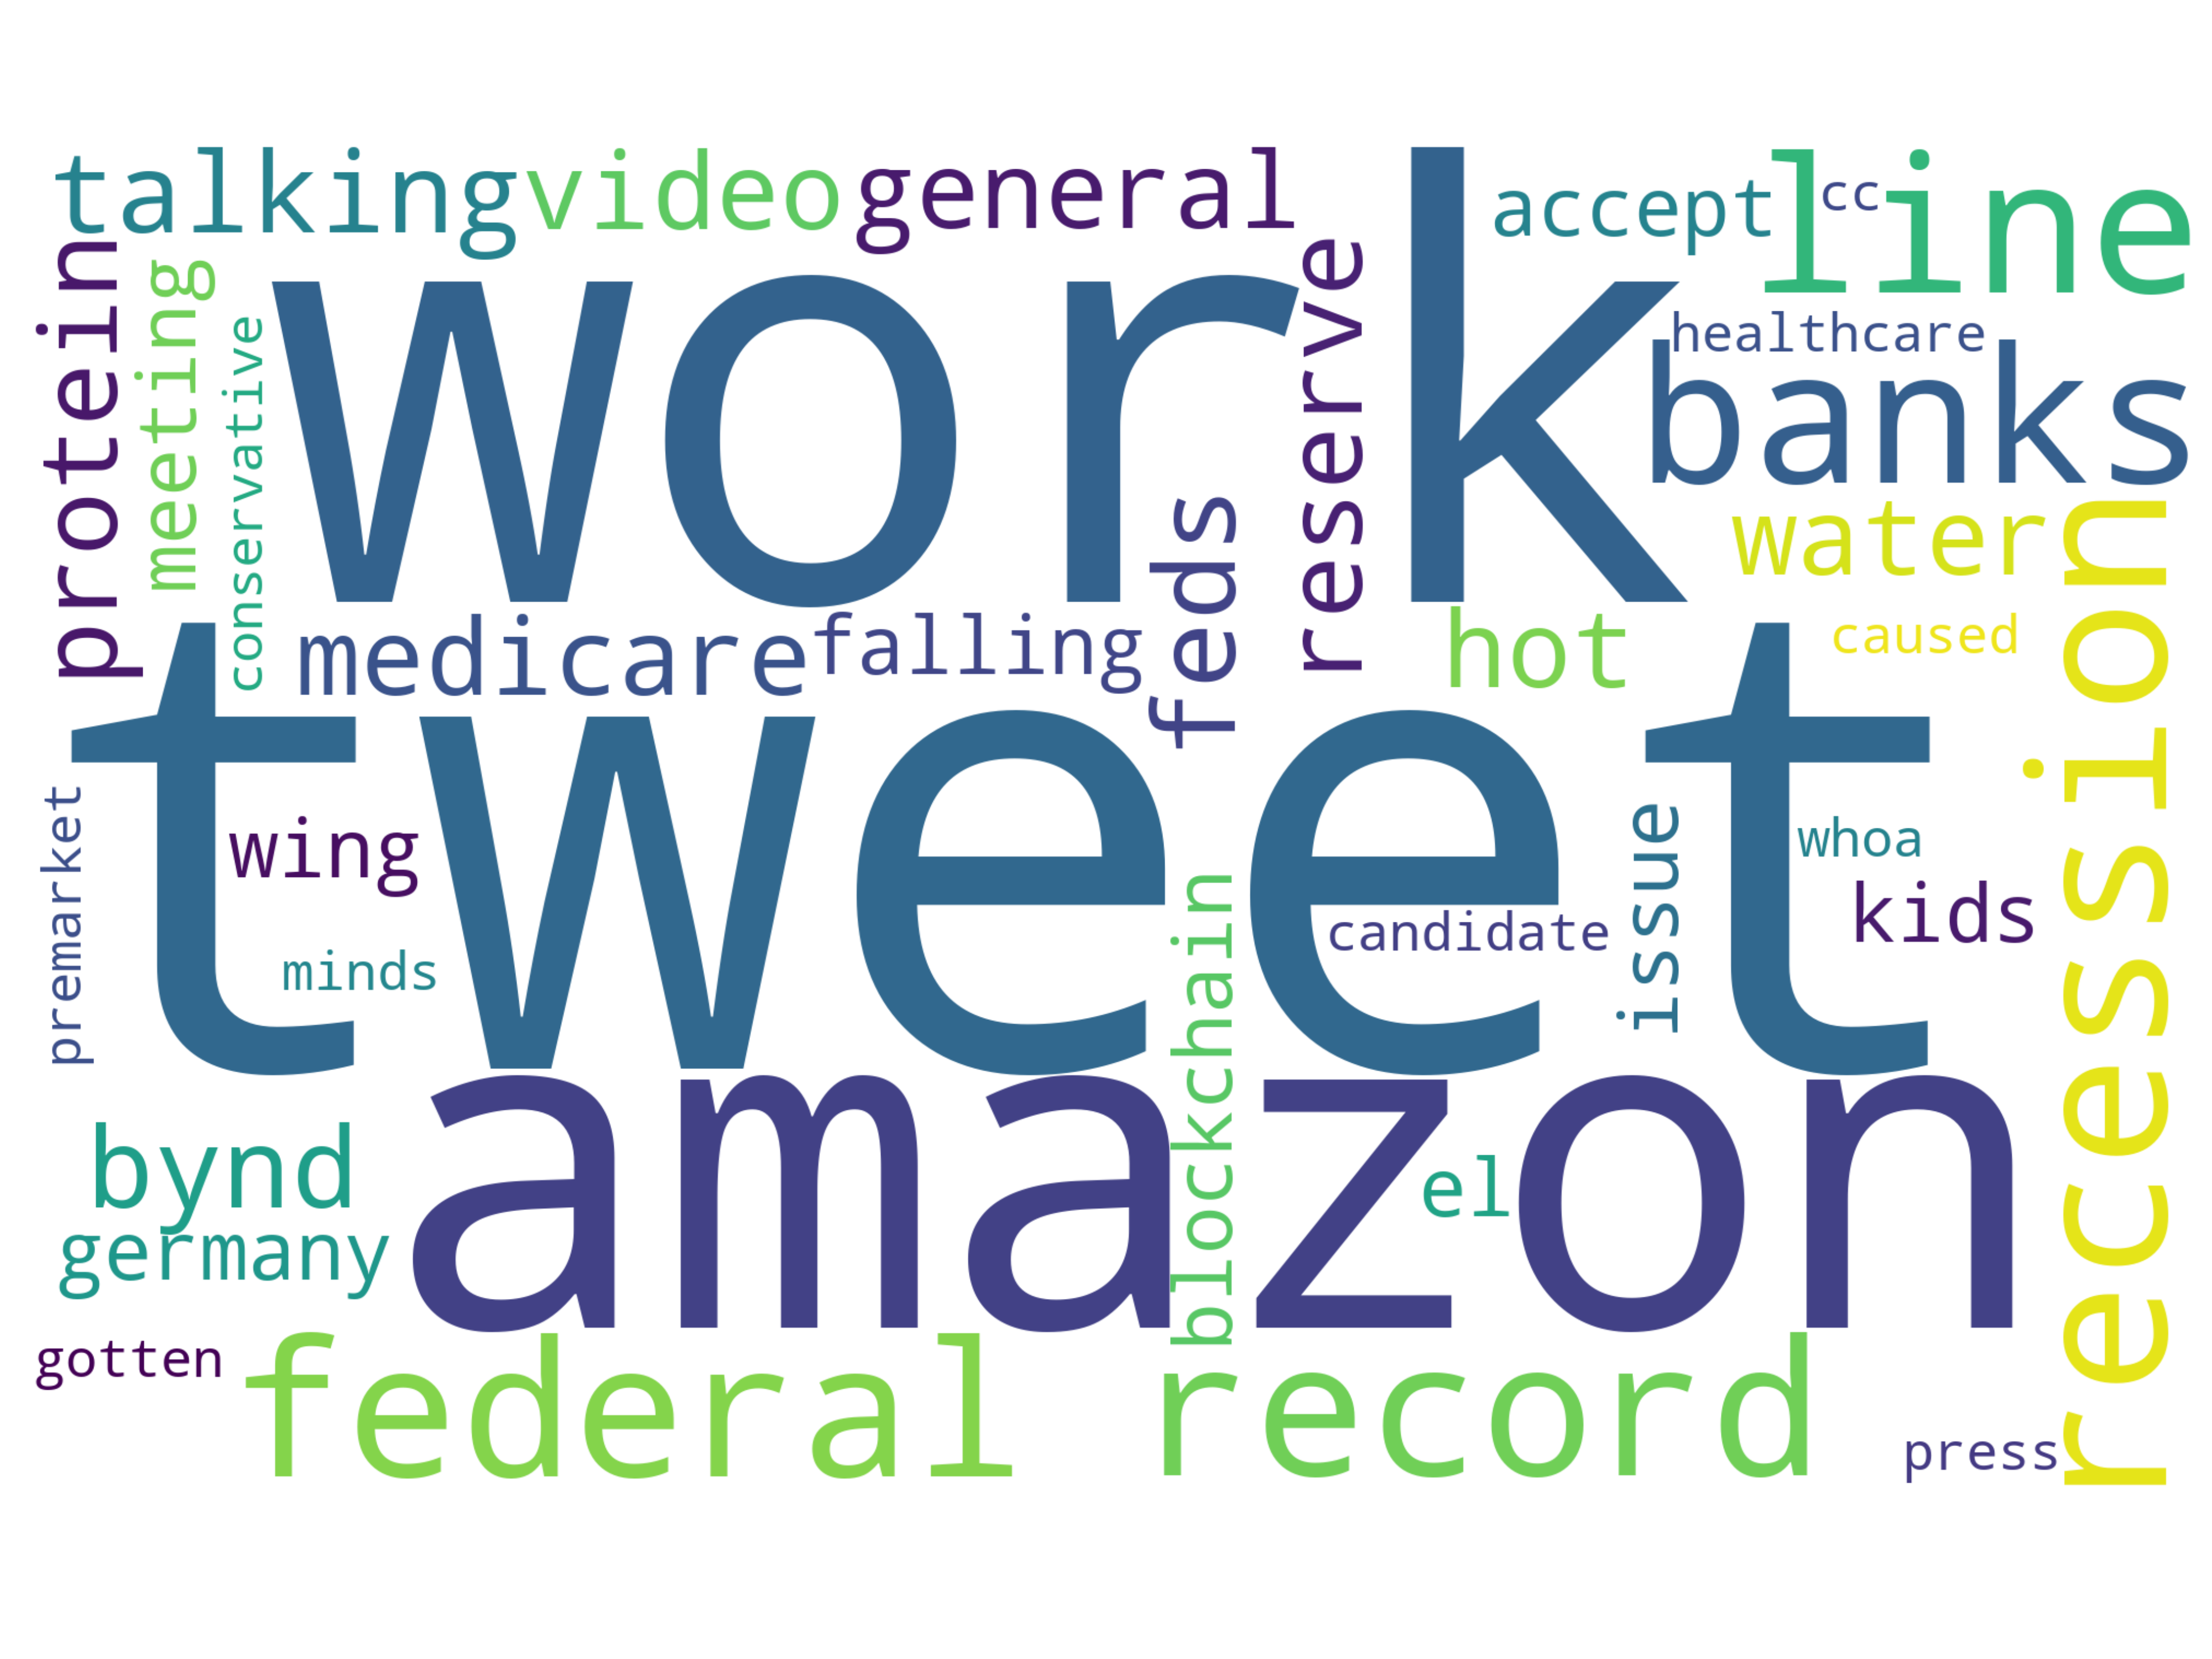 talking
video
general
accept
cc
line
protein
meeting
conservative
work
reserve
healthcare
banks
feds
water
recessions
medicare
falling
hot
caused
tweet
premarket
wing
minds
candidate
issue
whoa
kids
blockchain
amazon
bynd
el
germany
gotten
federal
record
press